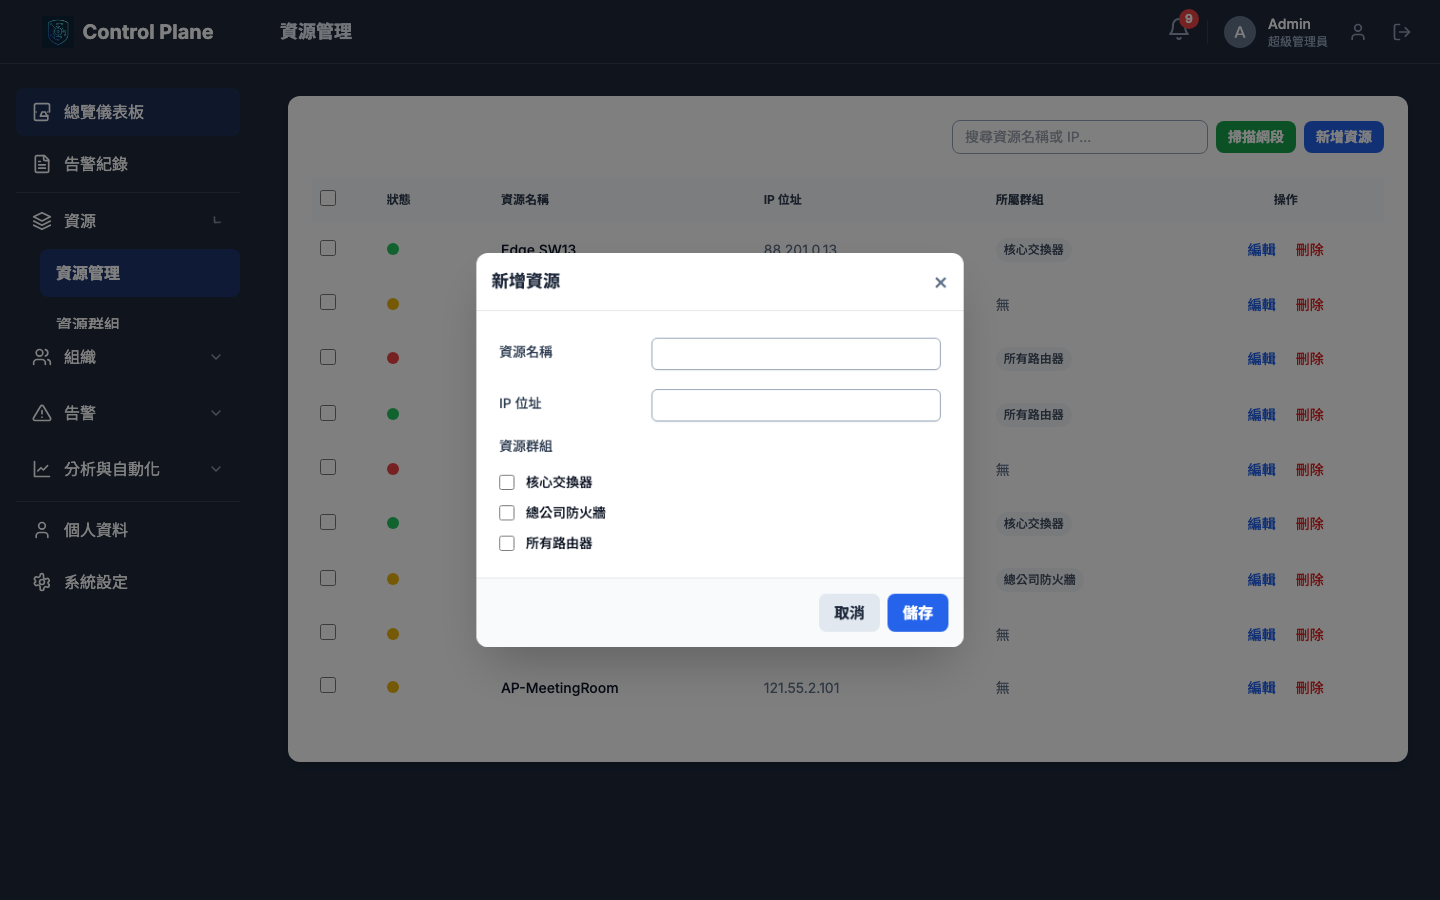 Control Plane
資源管理
9
A
Admin
超級管理員
總覽儀表板
告警紀錄
資源
資源管理
資源群組
組織
告警
分析與自動化
個人資料
系統設定
搜尋資源名稱或 IP...
掃描網段
新增資源
狀態 資源名稱 IP 位址 所屬群組 操作
Edge SW13 88.201.0.13 核心交換器 編輯 刪除
無 編輯 刪除
所有路由器 編輯 刪除
所有路由器 編輯 刪除
無 編輯 刪除
核心交換器 編輯 刪除
總公司防火牆 編輯 刪除
無 編輯 刪除
AP-MeetingRoom 121.55.2.101 無 編輯 刪除
新增資源
×
資源名稱
IP 位址
資源群組
核心交換器
總公司防火牆
所有路由器
取消
儲存